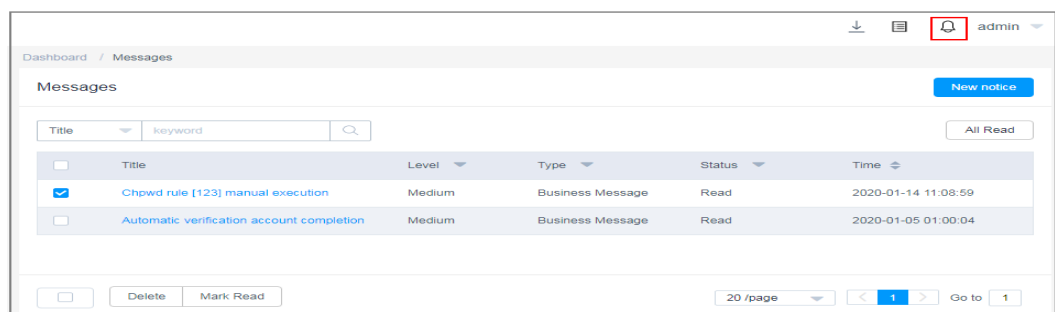 admin
Dashboard / Messages
Messages
New notice
Title keyword
All Read
Title Level Type Status Time
Chpwd rule [123] manual execution Medium Business Message Read 2020-01-14 11:08:59
Automatic verification account completion Medium Business Message Read 2020-01-05 01:00:04
Delete Mark Read 20 /page 1 Go to 1